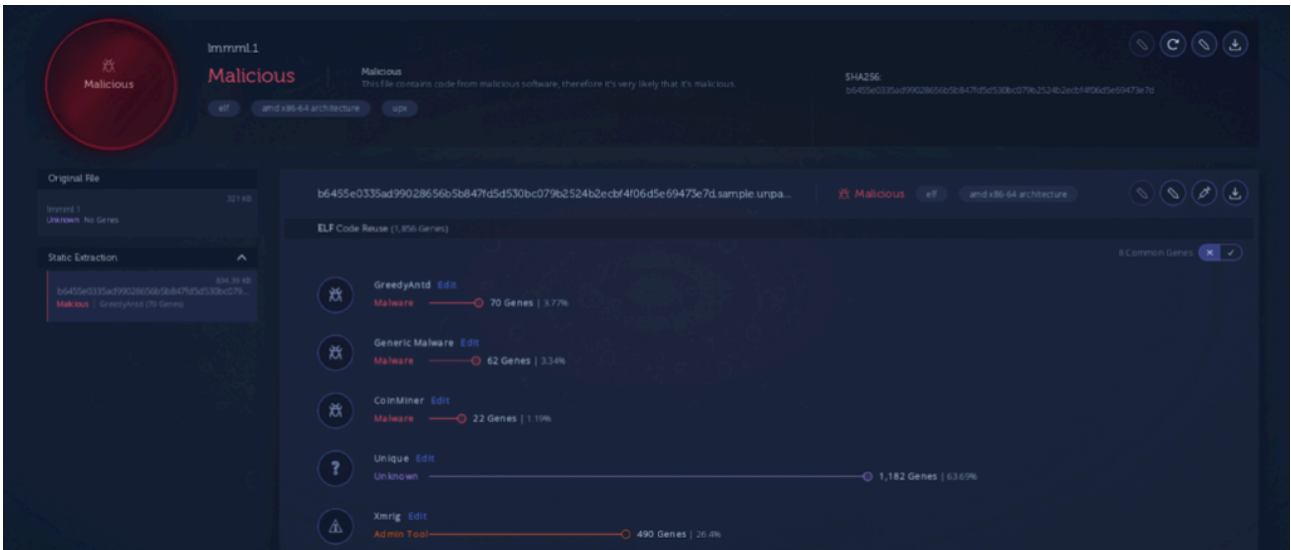 Malicious
lmmml.1
Malicious
Malicious
This file contains code from malicious software, therefore it's very likely that it's malicious.
elf
amd x86-64 architecture
upx
SHA256:
Original File
321 KB
lmmml.1
Unknown No Genes
Static Extraction
Malicious | GreedyAntd (70 Genes)
b6455e0335ad99028656b5b847fd5d530bc079b2524b2ecbf4f06d5e69473e7d.sample.unpa...
Malicious
elf
amd x86-64 architecture
ELF Code Reuse (1,856 Genes)
8 Common Genes
GreedyAntd Edit
Malware 70 Genes | 3.77%
Generic Malware Edit
Malware 62 Genes | 3.34%
CoinMiner Edit
Malware 22 Genes | 1.19%
? Unique Edit
Unknown 1,182 Genes | 63.69%
Xmrig Edit
Admin Tool 490 Genes | 26.4%